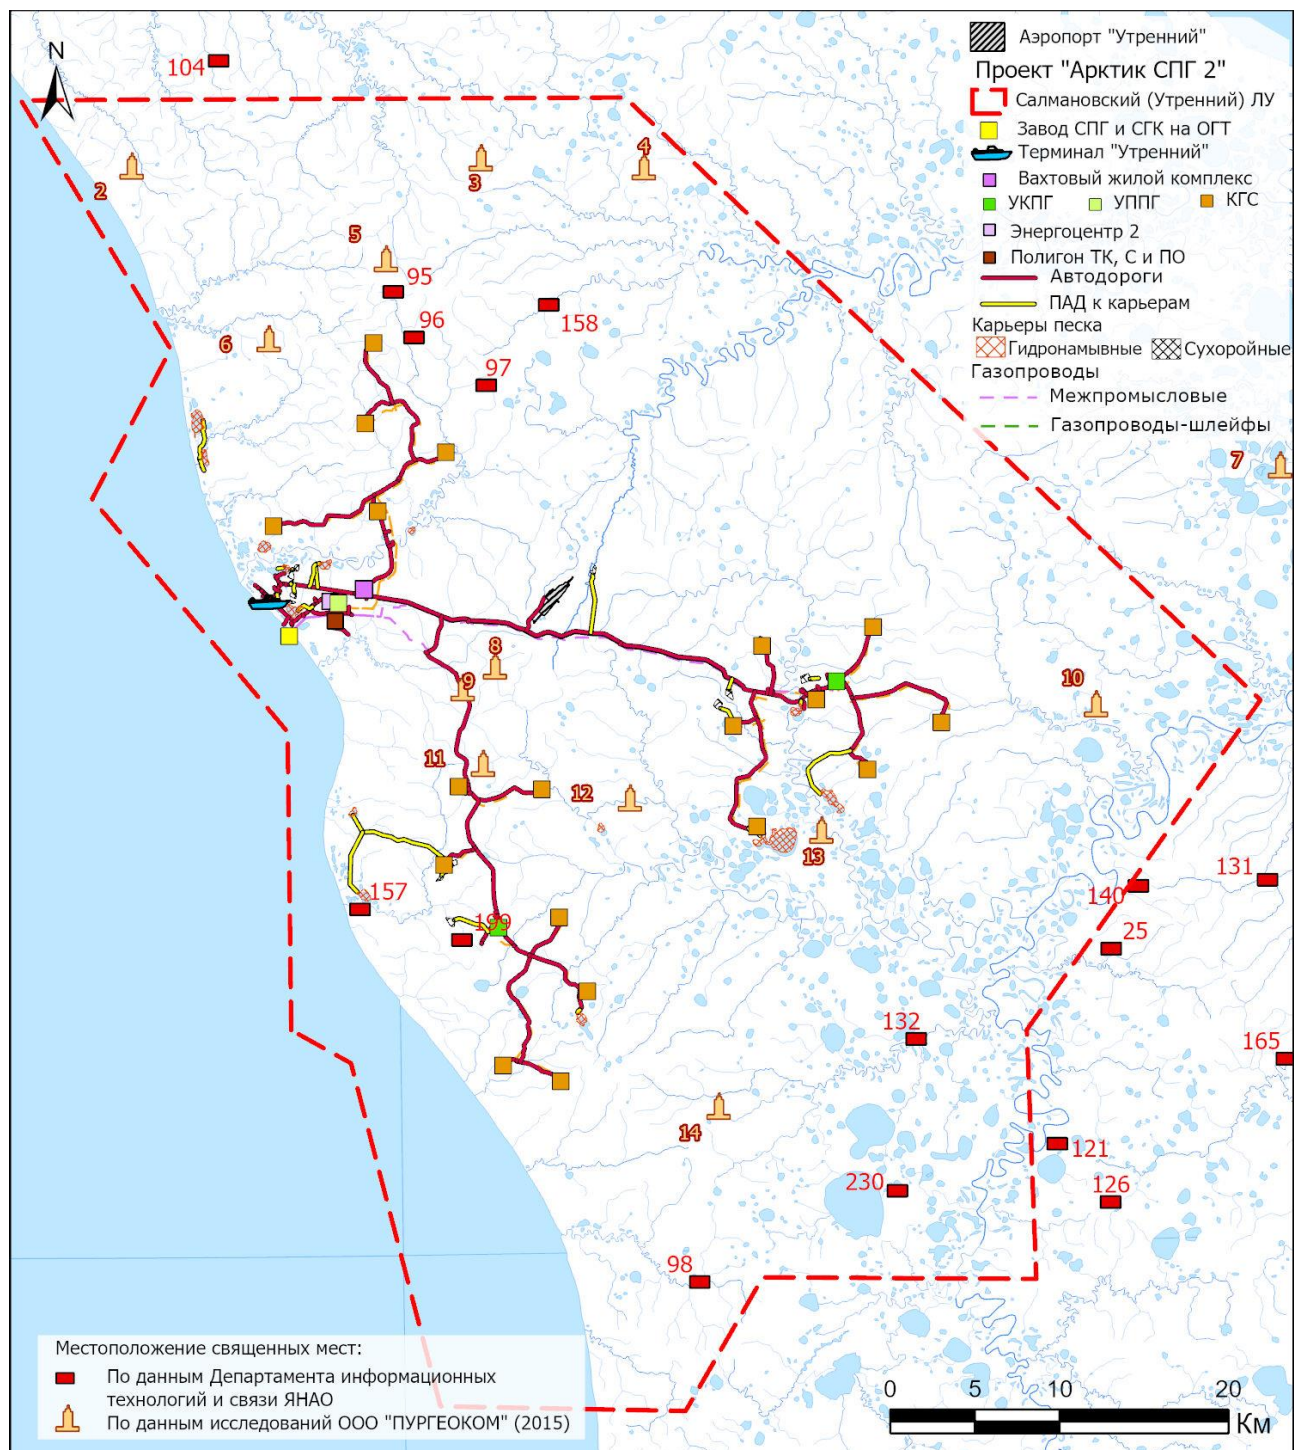 N
104
2
3
4
5
95
96
158
6
97
7
8
9
10
11
12
13
157
199
140
131
25
132
165
14
121
230
126
98
Аэропорт "Утренний"
Проект "Арктик СПГ 2"
Салмановский (Утренний) ЛУ
Завод СПГ и СГК на ОГТ
Терминал "Утренний"
Вахтовый жилой комплекс
УКПГ УППГ КГС
Энергоцентр 2
Полигон ТК, С и ПО
Автодороги
ПАД к карьерам
Карьеры песка
Гидронамывные Сухоройные
Газопроводы
Межпромысловые
Газопроводы-шлейфы
Местоположение священных мест:
По данным Департамента информационных
технологий и связи ЯНАО
По данным исследований ООО "ПУРГЕОКОМ" (2015)
0 5 10 20
Км